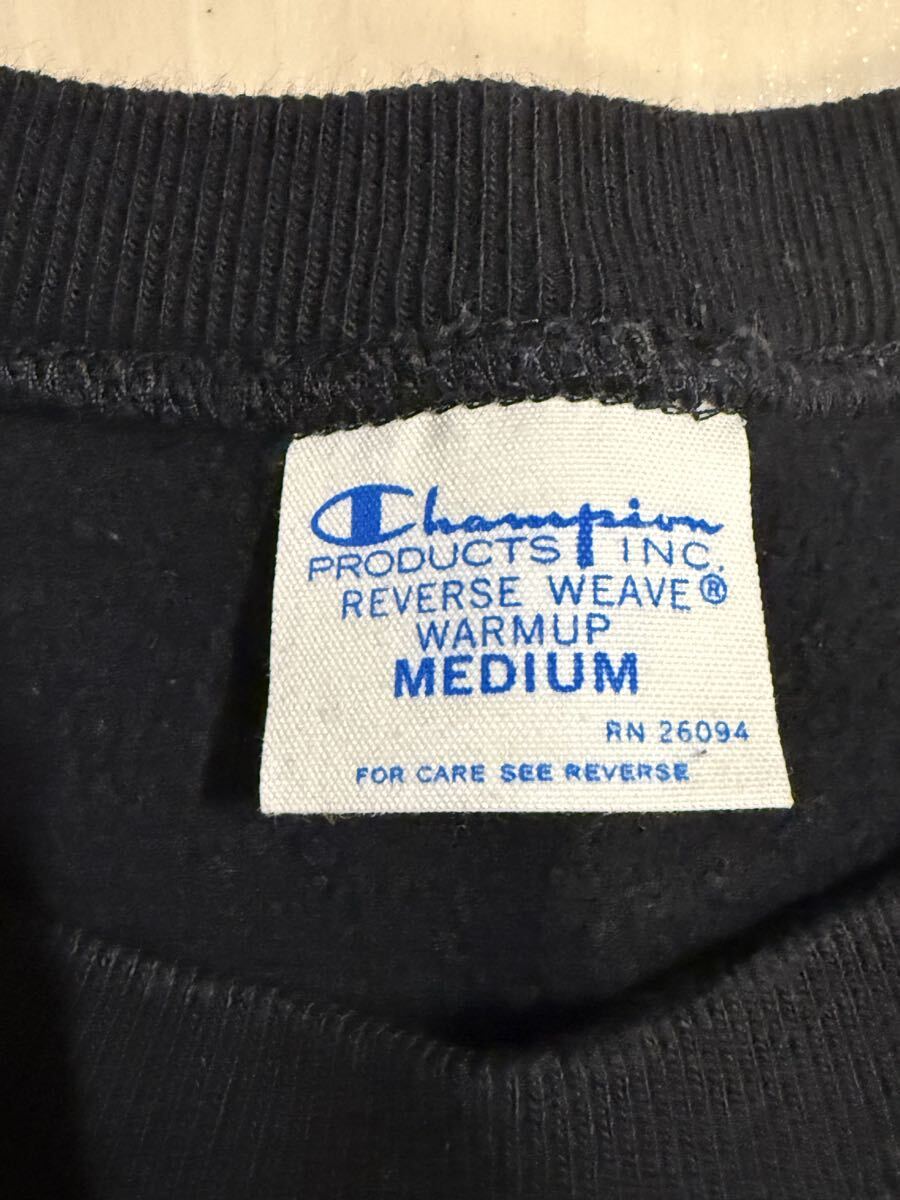 Champion
PRODUCTS INC.
REVERSE WEAVE®
WARMUP
MEDIUM
RN 26094
FOR CARE SEE REVERSE